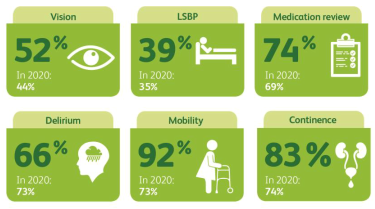 Vision
52%
In 2020:
44%
LSBP
39%
In 2020:
35%
Medication review
74%
In 2020:
69%
Delirium
66%
In 2020:
73%
Mobility
92%
In 2020:
73%
Continence
83%
In 2020:
74%